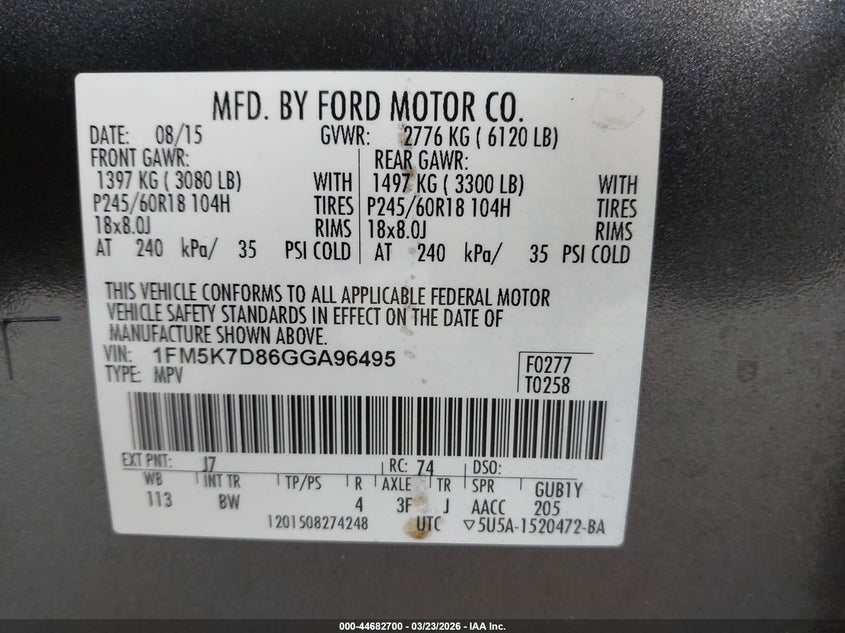 MFD. BY FORD MOTOR CO.
DATE: 08/15 GVWR: 2776 KG ( 6120 LB)
FRONT GAWR: REAR GAWR:
1397 KG ( 3080 LB) WITH 1497 KG ( 3300 LB) WITH
P245/60R18 104H TIRES P245/60R18 104H TIRES
18x8.0J RIMS 18x8.0J RIMS
AT 240 kPa/ 35 PSI COLD AT 240 kPa/ 35 PSI COLD
THIS VEHICLE CONFORMS TO ALL APPLICABLE FEDERAL MOTOR
VEHICLE SAFETY STANDARDS IN EFFECT ON THE DATE OF
MANUFACTURE SHOWN ABOVE.
VIN: 1FM5K7D86GGA96495 F0277
TYPE: MPV T0258
EXT PNT: J7 RC: 74 DSO:
WB INT TR TP/PS R AXLE TR SPR GUB1Y
113 BW 4 3F J AACC 205
1201508274248 UTC ▽5U5A-1520472-BA
000-44682700 - 03/23/2026 - IAA Inc.